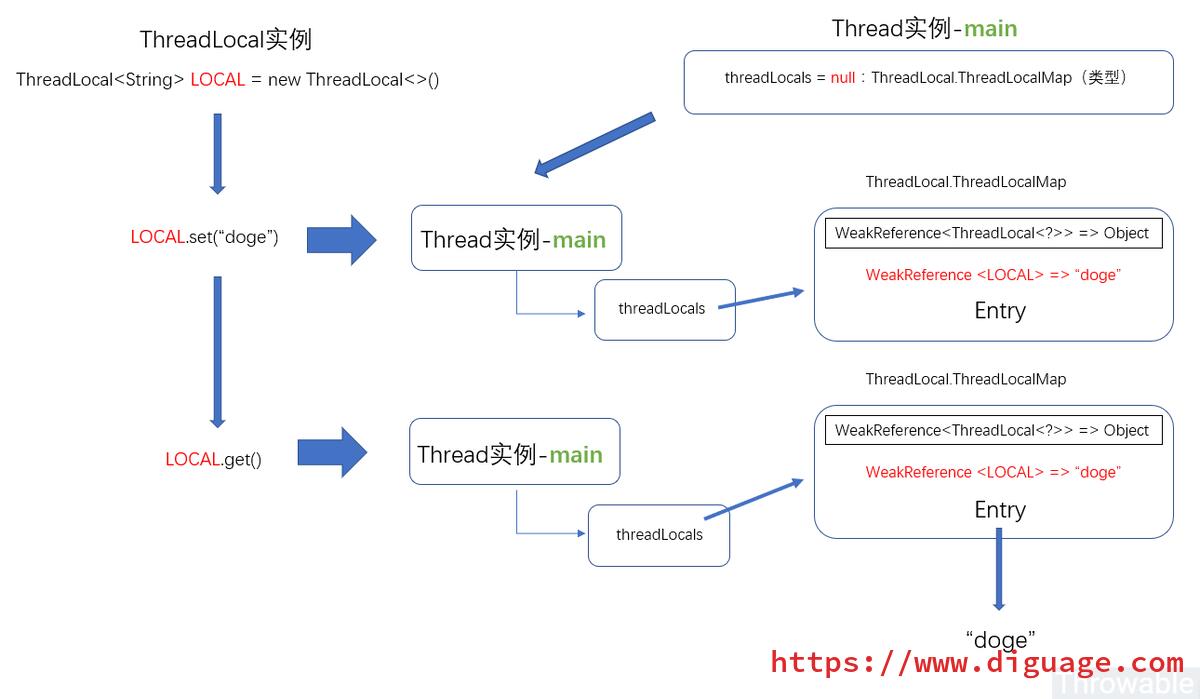 ThreadLocal实例
ThreadLocal<String> LOCAL = new ThreadLocal<>()
Thread实例-main
threadLocals = null：ThreadLocal.ThreadLocalMap（类型）
LOCAL.set(“doge”)
Thread实例-main
threadLocals
ThreadLocal.ThreadLocalMap
WeakReference<ThreadLocal<?>> => Object
WeakReference <LOCAL> => “doge”
Entry
LOCAL.get()
Thread实例-main
threadLocals
ThreadLocal.ThreadLocalMap
WeakReference<ThreadLocal<?>> => Object
WeakReference <LOCAL> => “doge”
Entry
“doge”
https://www.diguage.com
Throwable